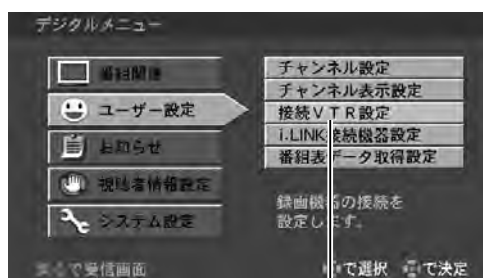 デジタルメニュー
番組関連
ユーザー設定
お知らせ
視聴者情報設定
システム設定
チャンネル設定
チャンネル表示設定
接続VTR設定
i.LINK接続機器設定
番組表データ取得設定
録画機器の接続を
設定します。
で受信画面
で選択
で決定